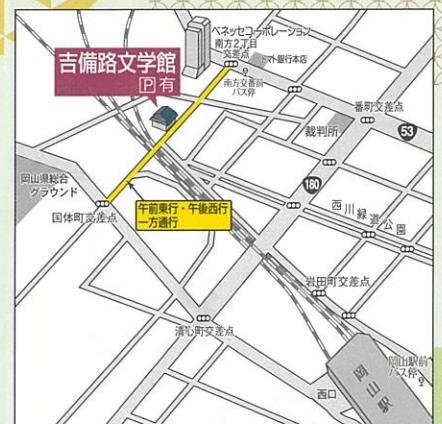 ベネッセコーポレーション
南方2丁目
交差点
トマト銀行本店
吉備路文学館
P有
南方交番前
バス停
番町交差点
裁判所
53
岡山県総合
グラウンド
180
西川緑道公園
国体町交差点
午前東行・午後西行
一方通行
岩田町交差点
清心町交差点
岡山駅前
バス停
岡山駅
西口